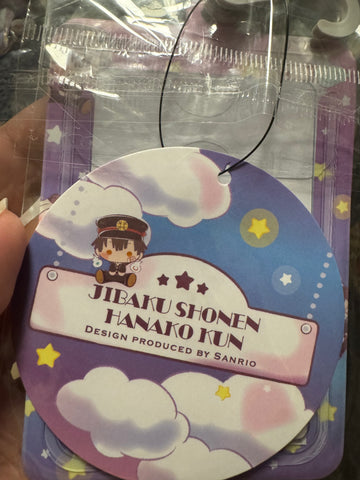 JIBAKU SHONEN
HANAKO KUN
DESIGN PRODUCED BY SANRIO